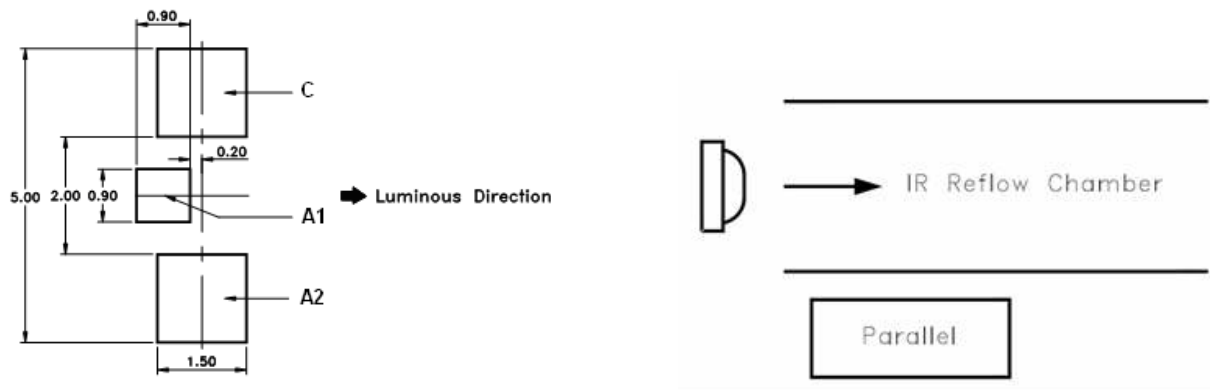 0.90
C
0.20
5.00
2.00
0.90
Luminous Direction
A1
A2
1.50
IR Reflow Chamber
Parallel